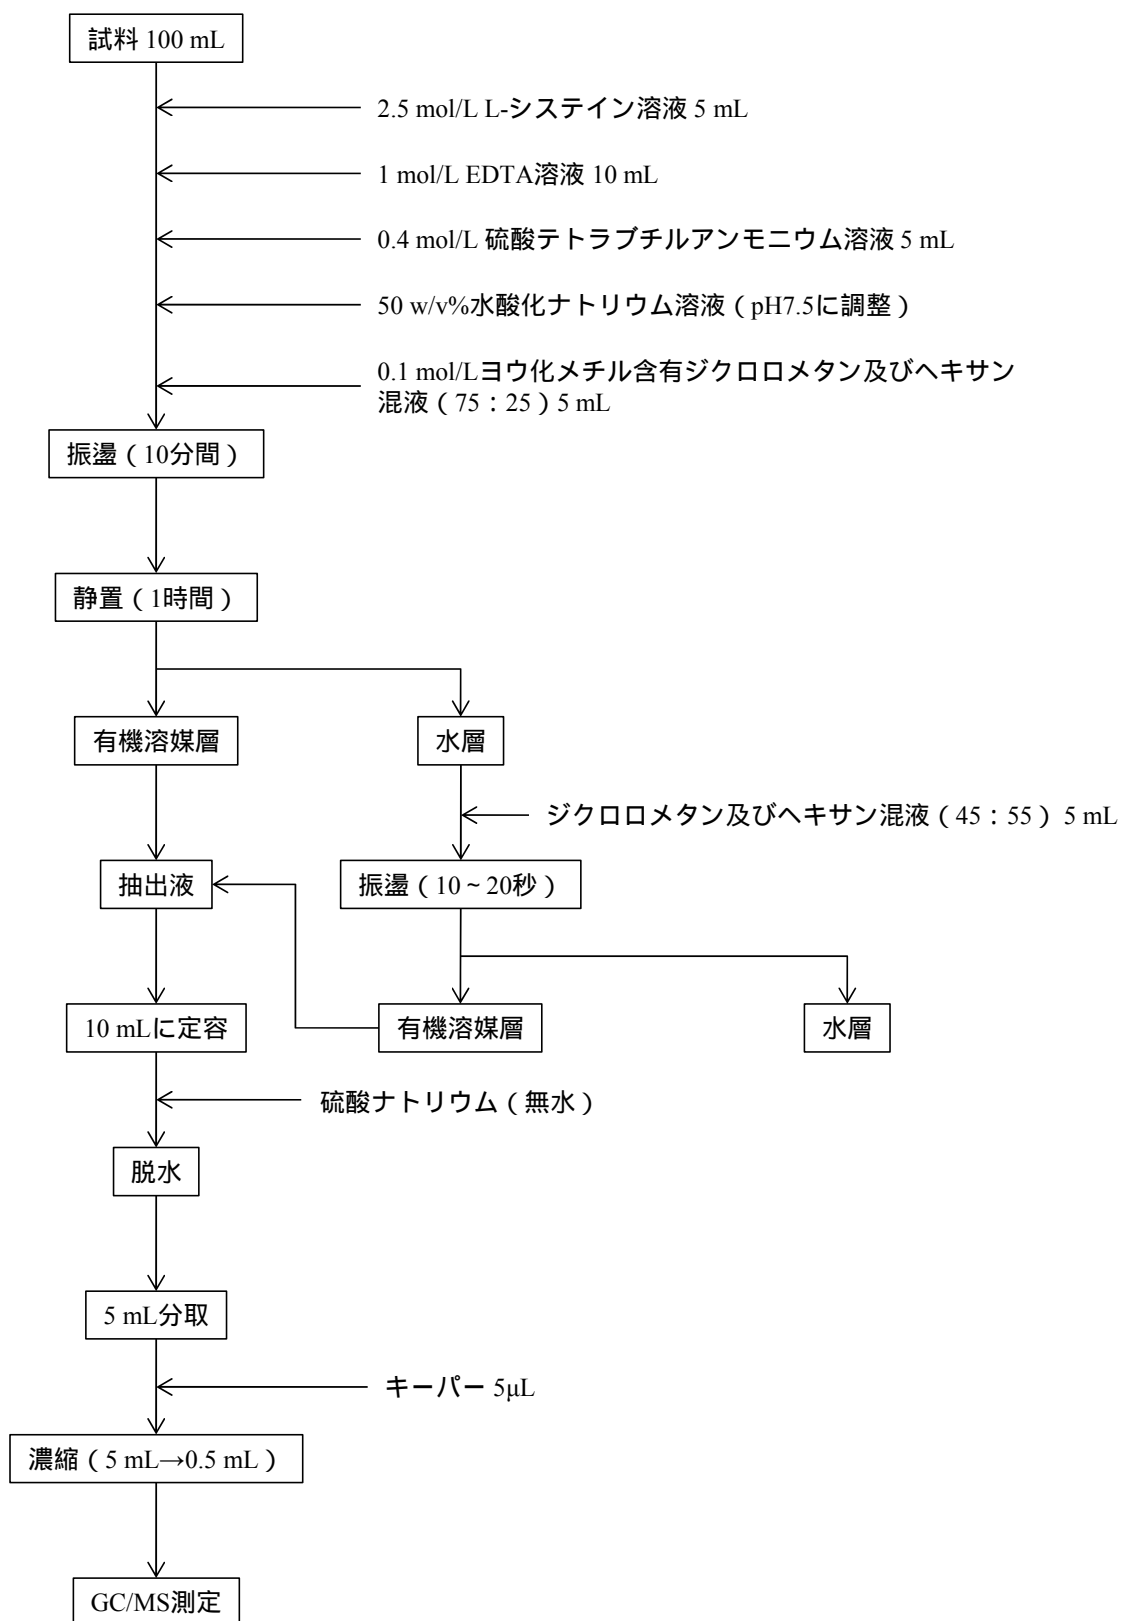 試料 100 mL
2.5 mol/L L-システイン溶液 5 mL
1 mol/L EDTA溶液 10 mL
0.4 mol/L 硫酸テトラブチルアンモニウム溶液 5 mL
50 w/v%水酸化ナトリウム溶液（pH7.5に調整）
0.1 mol/Lヨウ化メチル含有ジクロロメタン及びヘキサン
混液（75：25）5 mL
振盪（10分間）
静置（1時間）
有機溶媒層
水層
ジクロロメタン及びヘキサン混液（45：55） 5 mL
抽出液
振盪（10～20秒）
10 mLに定容
有機溶媒層
水層
硫酸ナトリウム（無水）
脱水
5 mL分取
キーパー 5μL
濃縮（5 mL→0.5 mL）
GC/MS測定